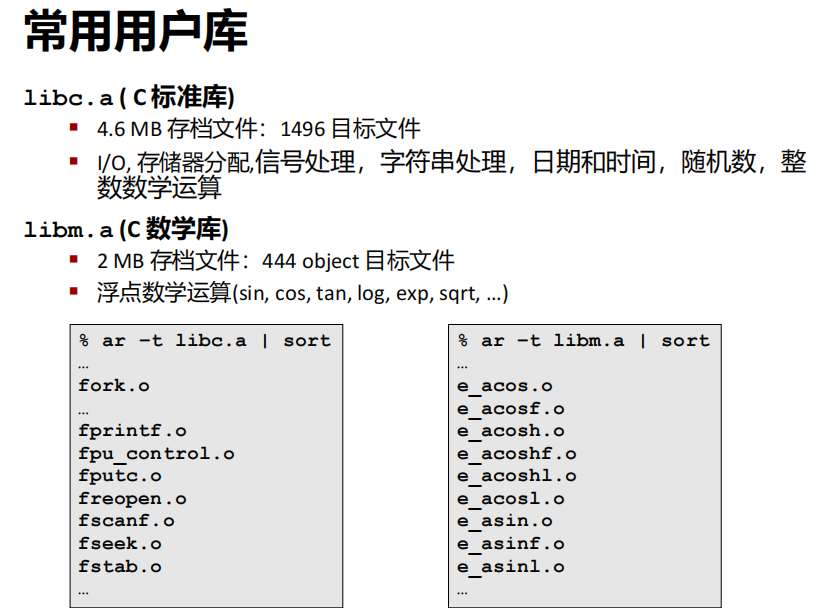 常用用户库
libc.a ( C 标准库)
▪ 4.6 MB 存档文件：1496 目标文件
▪ I/O, 存储器分配,信号处理，字符串处理，日期和时间，随机数，整
数数学运算
libm.a (C 数学库)
▪ 2 MB 存档文件：444 object 目标文件
▪ 浮点数学运算(sin, cos, tan, log, exp, sqrt, …)
% ar –t libc.a | sort
…
fork.o
…
fprintf.o
fpu_control.o
fputc.o
freopen.o
fscanf.o
fseek.o
fstab.o
…
% ar –t libm.a | sort
…
e_acos.o
e_acosf.o
e_acosh.o
e_acoshf.o
e_acoshl.o
e_acosl.o
e_asin.o
e_asinf.o
e_asinl.o
…